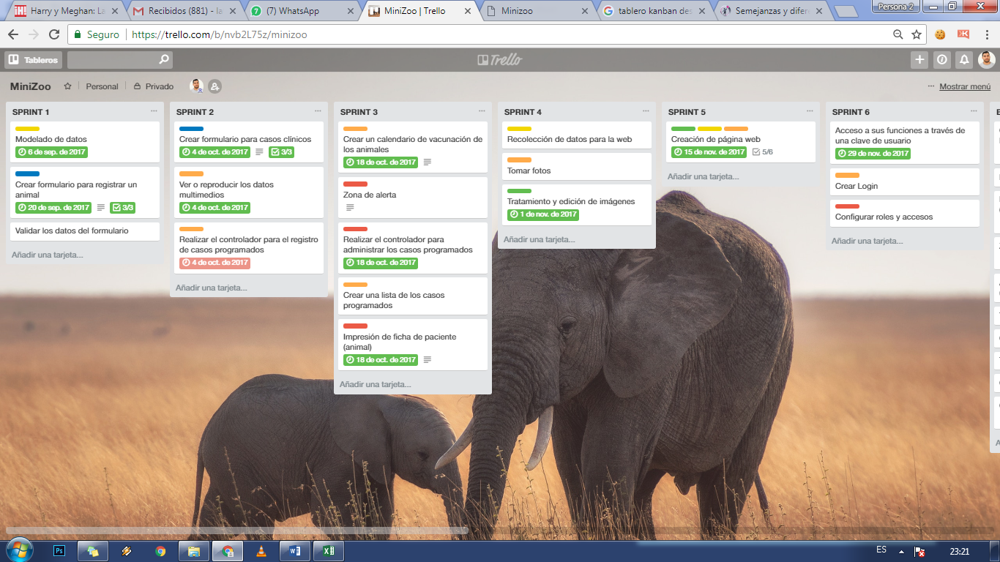 Harry y Meghan: La
Recibidos (881) - la
(7) WhatsApp
MiniZoo | Trello
Minizoo
tablero kanban des
Semejanzas y difer
Persona 2
Seguro
https://trello.com/b/nvb2L75z/minizoo
Tableros
Trello
MiniZoo
Personal
Privado
Mostrar menú
SPRINT 1
Modelado de datos
6 de sep. de 2017
Crear formulario para registrar un
animal
20 de sep. de 2017
3/3
Validar los datos del formulario
Añadir una tarjeta...
SPRINT 2
Crear formulario para casos clínicos
4 de oct. de 2017
3/3
Ver o reproducir los datos
multimedios
4 de oct. de 2017
Realizar el controlador para el registro
de casos programados
4 de oct. de 2017
Añadir una tarjeta...
SPRINT 3
Crear un calendario de vacunación de
los animales
18 de oct. de 2017
Zona de alerta
Realizar el controlador para
administrar los casos programados
18 de oct. de 2017
Crear una lista de los casos
programados
Impresión de ficha de paciente
(animal)
18 de oct. de 2017
Añadir una tarjeta...
SPRINT 4
Recolección de datos para la web
Tomar fotos
Tratamiento y edición de imágenes
1 de nov. de 2017
Añadir una tarjeta...
SPRINT 5
Creación de página web
15 de nov. de 2017
5/6
Añadir una tarjeta...
SPRINT 6
Acceso a sus funciones a través de
una clave de usuario
29 de nov. de 2017
Crear Login
Configurar roles y accesos
Añadir una tarjeta...
Ps
ES
23:21